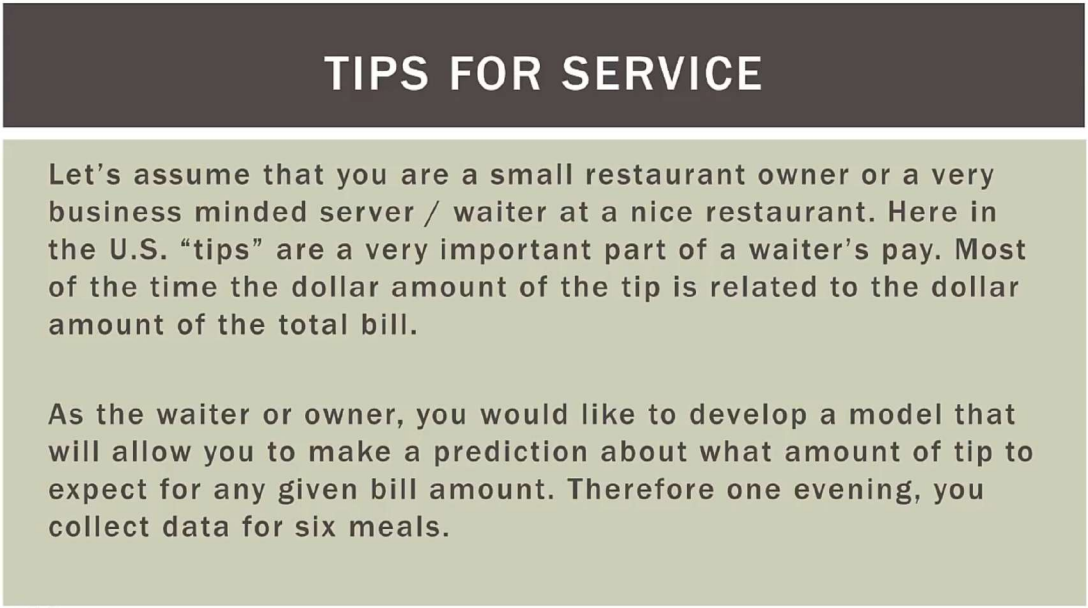 TIPS FOR SERVICE
Let's assume that you are a small restaurant owner or a very
business minded server / waiter at a nice restaurant. Here in
the U.S. “tips” are a very important part of a waiter's pay. Most
of the time the dollar amount of the tip is related to the dollar
amount of the total bill.
As the waiter or owner, you would like to develop a model that
will allow you to make a prediction about what amount of tip to
expect for any given bill amount. Therefore one evening, you
collect data for six meals.